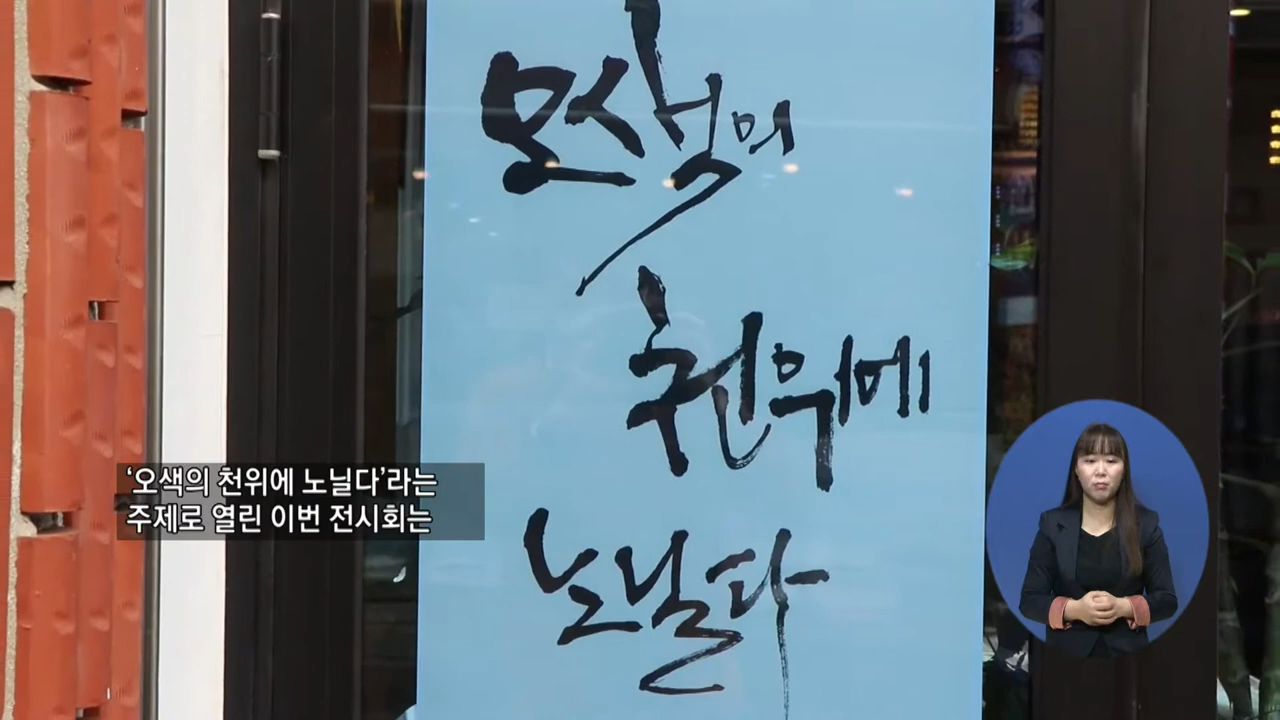 오색의
천위에
노닐다
‘오색의 천위에 노닐다’라는
주제로 열린 이번 전시회는